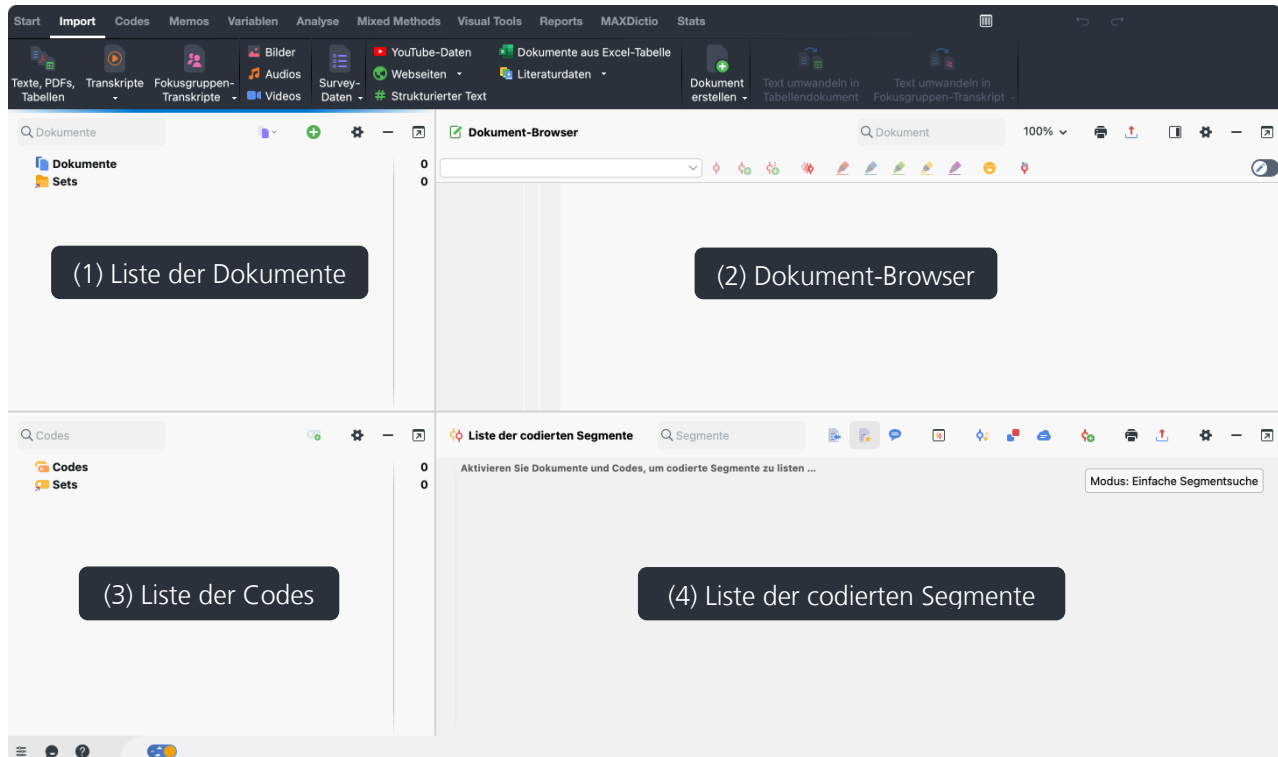 Start Import Codes Memos Variablen Analyse Mixed Methods Visual Tools Reports MAXDictio Stats
Texte, PDFs, Tabellen
Transkripte
Fokusgruppen-Transkripte
Bilder
Audios
Videos
Survey-Daten
YouTube-Daten
Webseiten
# Strukturierter Text
Dokumente aus Excel-Tabelle
Literaturdaten
Dokument erstellen
Text umwandeln in Tabellendokument
Text umwandeln in Fokusgruppen-Transkript
Dokumente
Dokumente 0
Sets 0
(1) Liste der Dokumente
Dokument-Browser
Dokument
100%
(2) Dokument-Browser
Codes
Codes 0
Sets 0
(3) Liste der Codes
Liste der codierten Segmente
Segmente
Aktivieren Sie Dokumente und Codes, um codierte Segmente zu listen ...
Modus: Einfache Segmentsuche
(4) Liste der codierten Segmente